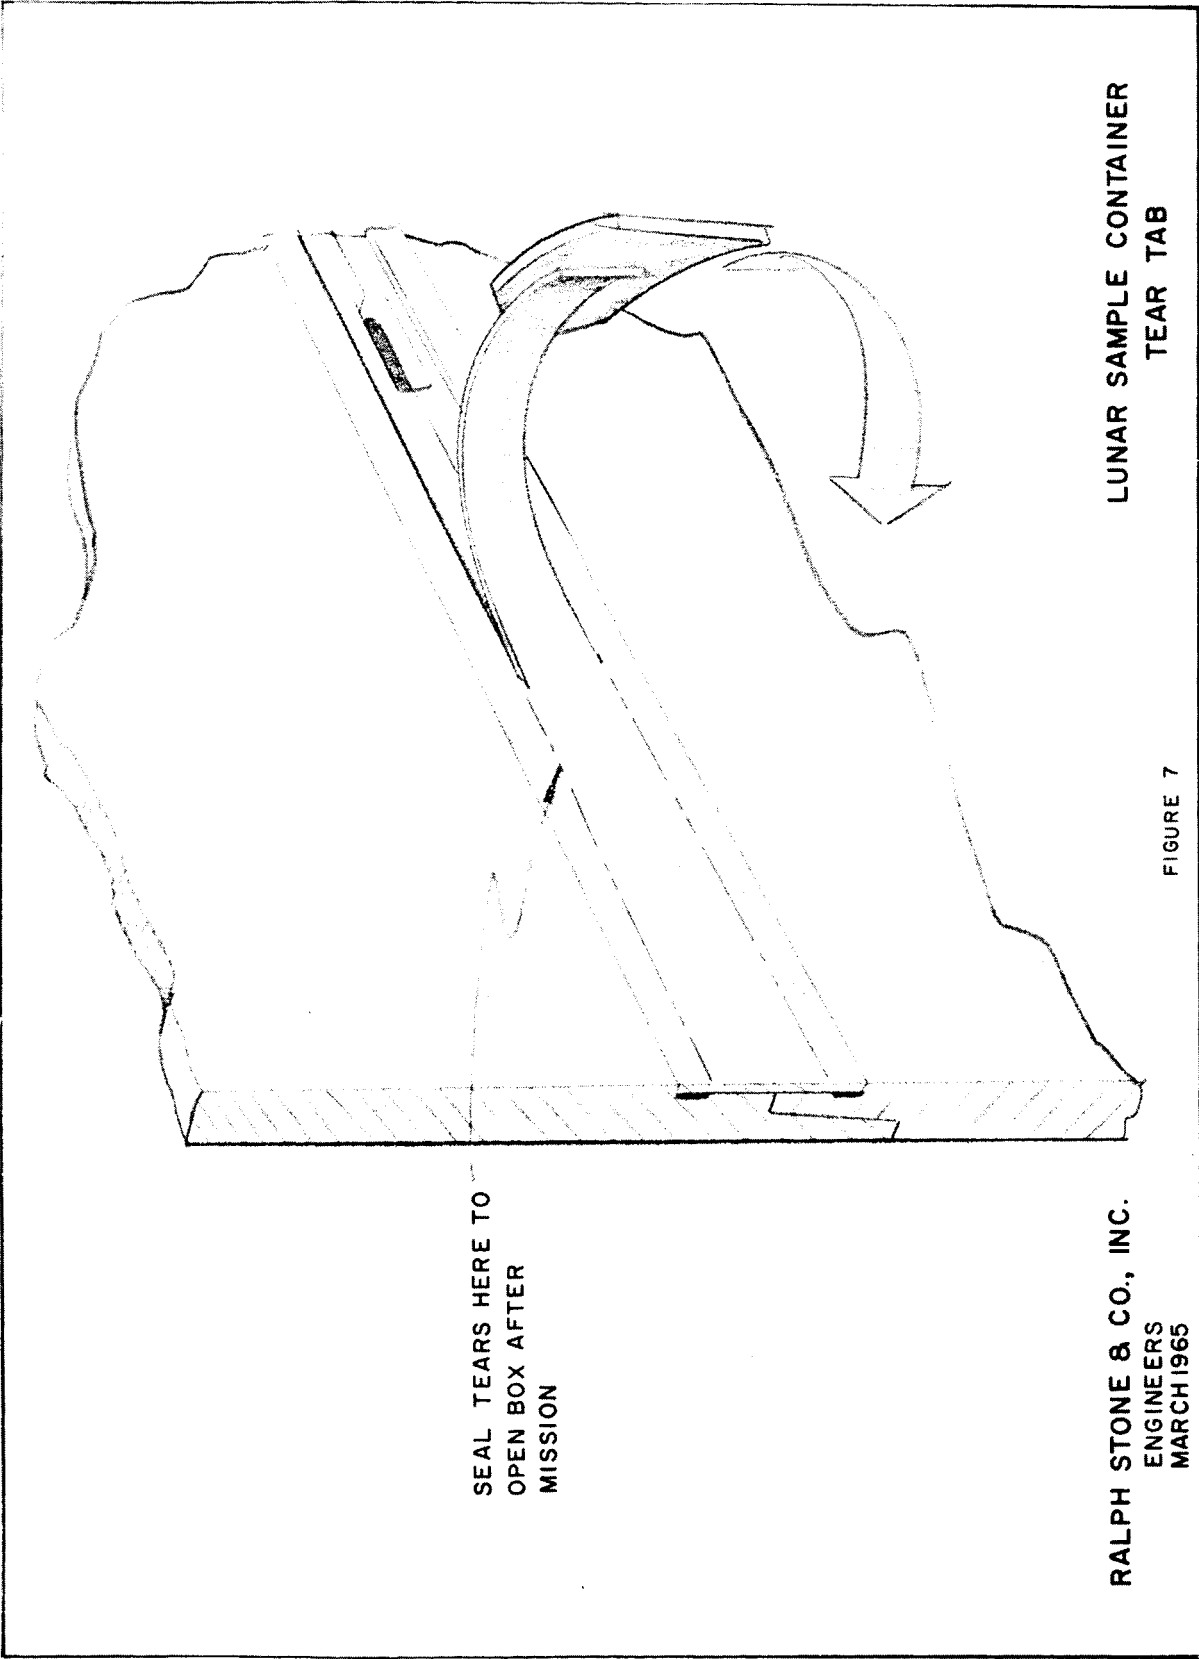 SEAL TEARS HERE TO
OPEN BOX AFTER
MISSION
RALPH STONE & CO., INC.
ENGINEERS
MARCH 1965
FIGURE 7
LUNAR SAMPLE CONTAINER
TEAR TAB